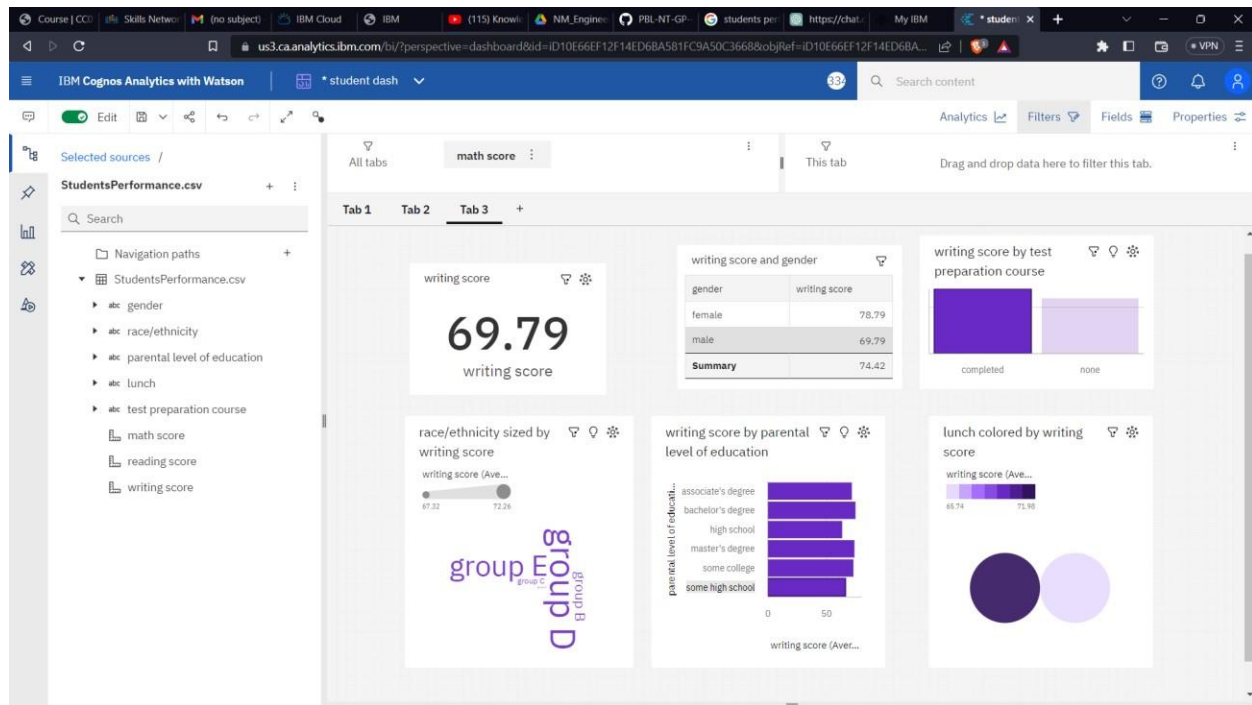 Course | CCC
Skills Networ
(no subject)
IBM Cloud
IBM
(115) Knowle
NM_Enginee
PBL-NT-GP-
students per
https://chat.c
My IBM
* studen
us3.ca.analytics.ibm.com/bi/?perspective=dashboard&id=iD10E66EF12F14ED6BA581FC9A50C3668&objRef=iD10E66EF12F14ED6BA...
VPN
IBM Cognos Analytics with Watson
* student dash
334
Search content
Edit
Analytics
Filters
Fields
Properties
Selected sources /
StudentsPerformance.csv
Search
Navigation paths
StudentsPerformance.csv
abc gender
abc race/ethnicity
abc parental level of education
abc lunch
abc test preparation course
math score
reading score
writing score
All tabs
math score
This tab
Drag and drop data here to filter this tab.
Tab 1 Tab 2 Tab 3 +
writing score
69.79
writing score
writing score and gender
gender writing score
female 78.79
male 69.79
Summary 74.42
writing score by test
preparation course
completed none
race/ethnicity sized by
writing score
writing score (Ave...
67.32 72.26
group E
group D
group B
group C
writing score by parental
level of education
parental level of educati...
associate's degree
bachelor's degree
high school
master's degree
some college
some high school
0 50
writing score (Aver...
lunch colored by writing
score
writing score (Ave...
71.98